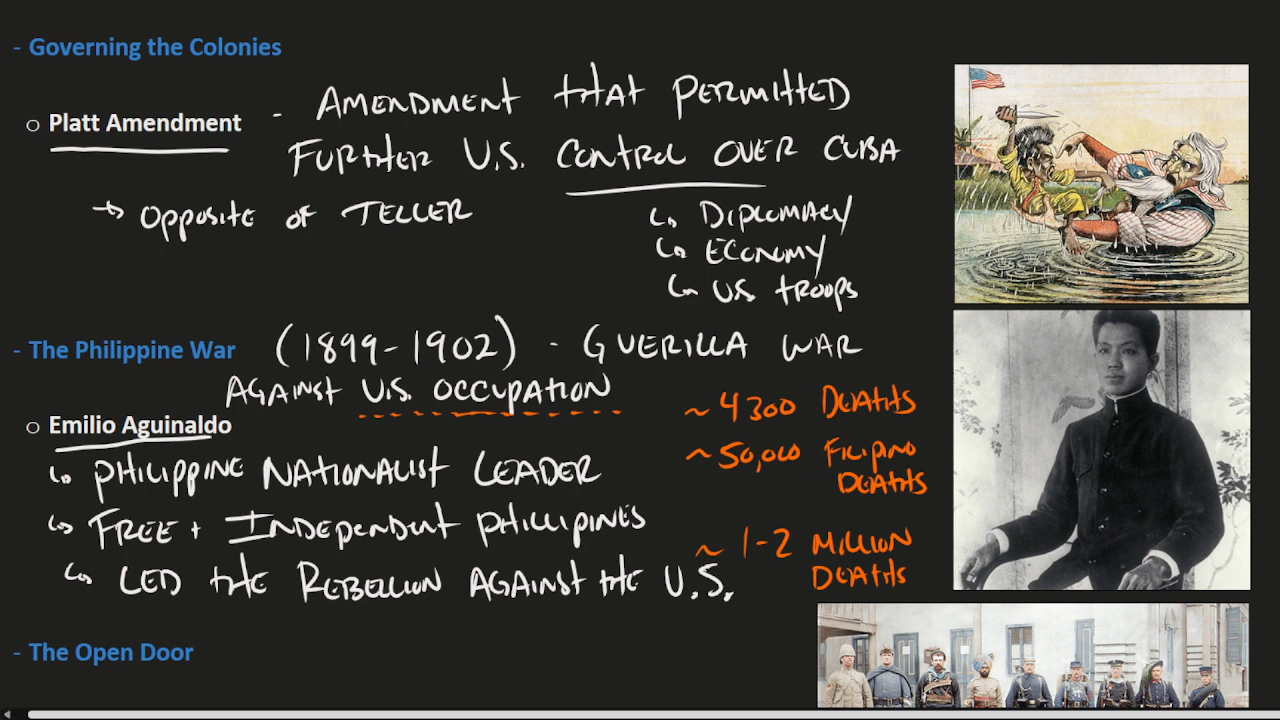 - Governing the Colonies
○ Platt Amendment - AMENDMENT THAT PERMITTED
FURTHER U.S. CONTROL OVER CUBA
→ OPPOSITE OF TELLER
↳ DIPLOMACY
↳ ECONOMY
↳ U.S. TROOPS
- The Philippine War (1899-1902) - GUERILLA WAR
AGAINST U.S. OCCUPATION
○ Emilio Aguinaldo
↳ PHILIPPINE NATIONALIST LEADER
↳ FREE + INDEPENDENT PHILLIPINES
↳ LED THE REBELLION AGAINST THE U.S.
~ 4300 DEATHS
~ 50,000 FILIPINO
DEATHS
~ 1-2 MILLION
DEATHS
- The Open Door